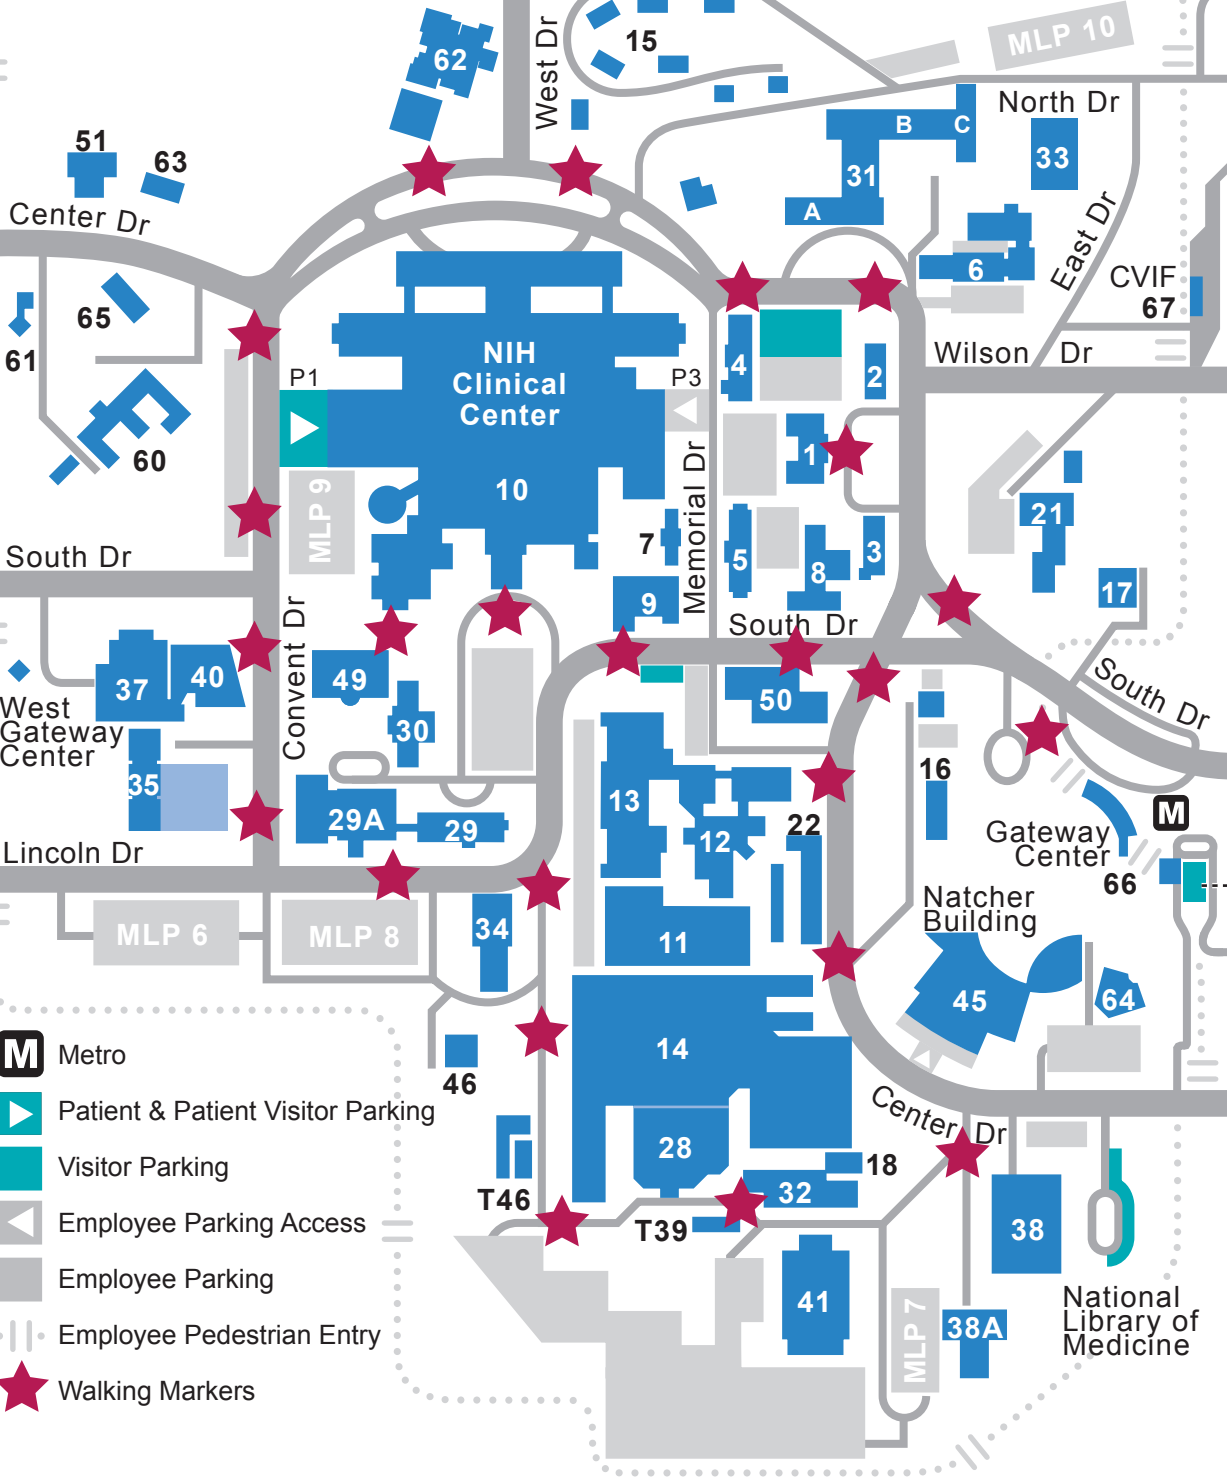 62
West Dr
15
MLP 10
North Dr
B
C
33
31
A
51
63
Center Dr
6
East Dr
CVIF
67
65
61
60
P1
NIH
Clinical
Center
10
P3
4
2
Wilson Dr
1
MLP 9
Memorial Dr
7
5
8
3
9
21
17
South Dr
South Dr
South Dr
37
40
Convent Dr
49
30
50
West
Gateway
Center
35
29A
29
13
12
22
16
Gateway
Center
66
M
Lincoln Dr
MLP 6
MLP 8
34
11
Natcher
Building
45
64
14
46
28
18
32
T46
T39
Center Dr
38
41
MLP 7
38A
National
Library of
Medicine
M Metro
Patient & Patient Visitor Parking
Visitor Parking
Employee Parking Access
Employee Parking
Employee Pedestrian Entry
Walking Markers